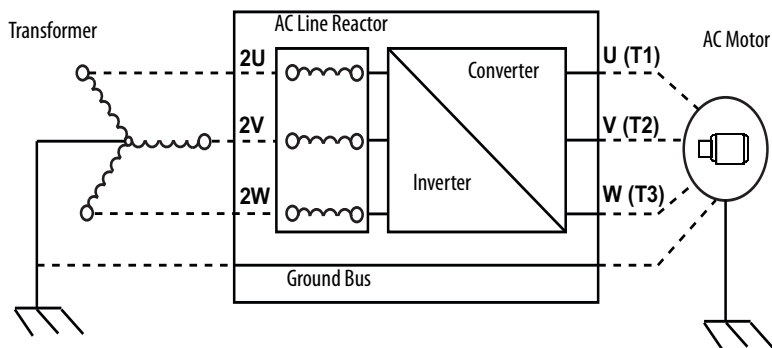 Transformer
AC Line Reactor
AC Motor
2U
Converter
U (T1)
2V
V (T2)
Inverter
2W
W (T3)
Ground Bus